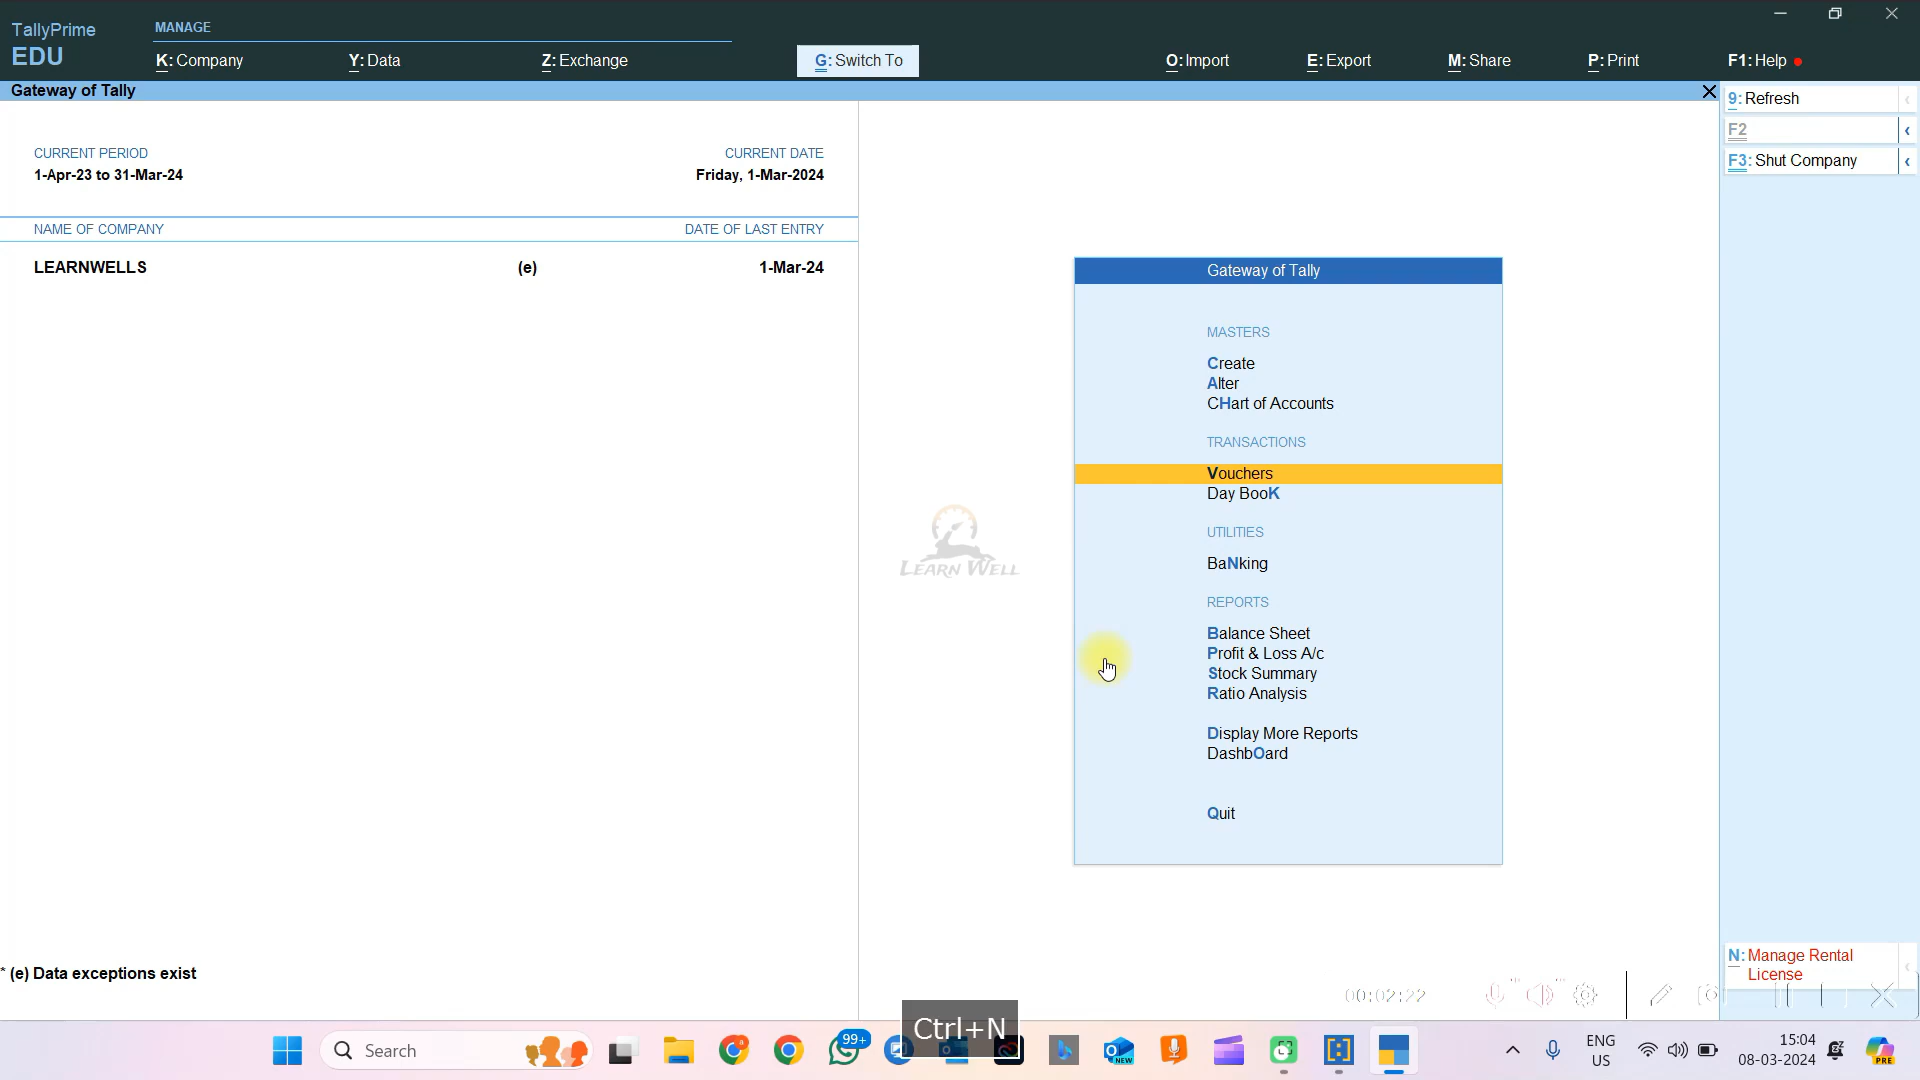 TallyPrime
EDU
MANAGE
K: Company
Y: Data
Z: Exchange
G: Switch To
O: Import
E: Export
M: Share
P: Print
F1: Help
Gateway of Tally
9: Refresh
F2
F3: Shut Company
CURRENT PERIOD
CURRENT DATE
1-Apr-23 to 31-Mar-24
Friday, 1-Mar-2024
NAME OF COMPANY
DATE OF LAST ENTRY
LEARNWELLS
(e)
1-Mar-24
Gateway of Tally
MASTERS
Create
Alter
CHart of Accounts
TRANSACTIONS
Vouchers
Day BooK
UTILITIES
BaNking
REPORTS
Balance Sheet
Profit & Loss A/c
Stock Summary
Ratio Analysis
Display More Reports
DashbOard
Quit
LEARN WELL
* (e) Data exceptions exist
N: Manage Rental
License
00:02:22
Ctrl+N
Search
99+
NEW
ENG
US
15:04
08-03-2024
PRE